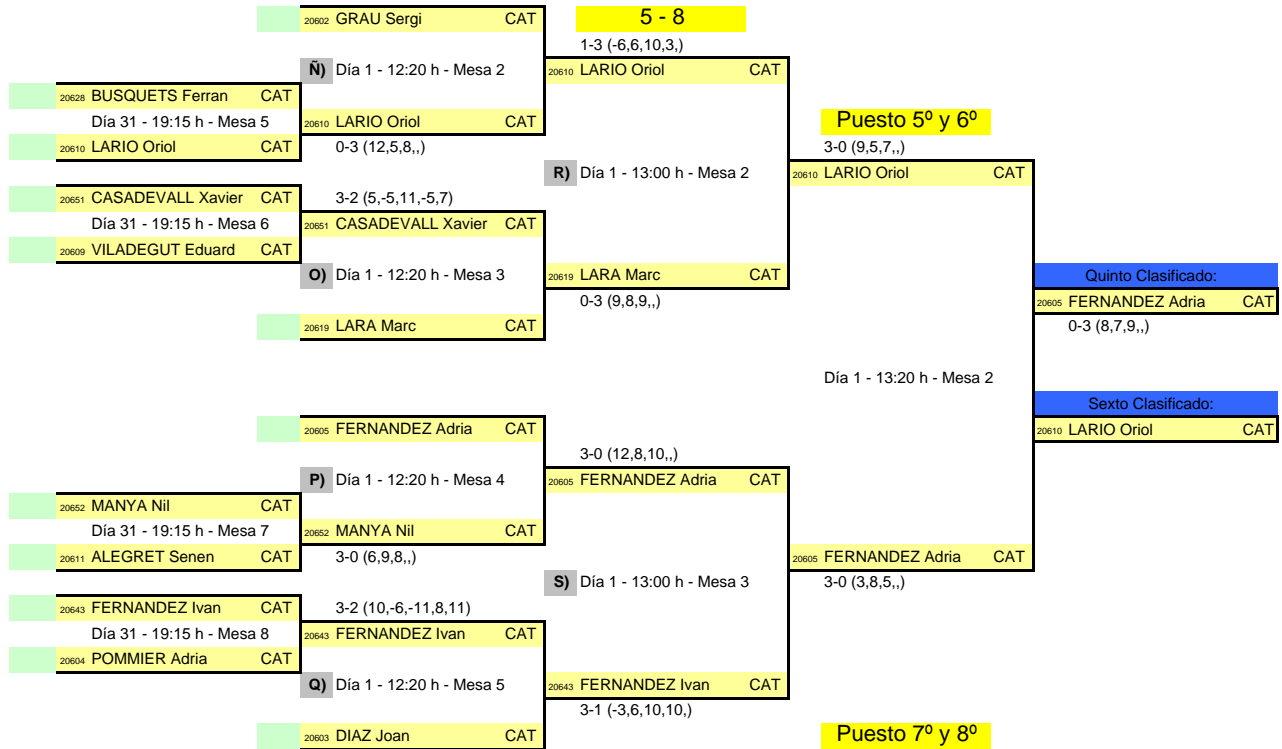 20602 GRAU Sergi CAT
5 - 8
1-3 (-6,6,10,3,)
Ñ) Día 1 - 12:20 h - Mesa 2
20610 LARIO Oriol CAT
20628 BUSQUETS Ferran CAT
Día 31 - 19:15 h - Mesa 5
20610 LARIO Oriol CAT
Puesto 5º y 6º
20610 LARIO Oriol CAT
0-3 (12,5,8,,)
3-0 (9,5,7,,)
R) Día 1 - 13:00 h - Mesa 2
20610 LARIO Oriol CAT
20651 CASADEVALL Xavier CAT
3-2 (5,-5,11,-5,7)
Día 31 - 19:15 h - Mesa 6
20651 CASADEVALL Xavier CAT
20609 VILADEGUT Eduard CAT
O) Día 1 - 12:20 h - Mesa 3
20619 LARA Marc CAT
Quinto Clasificado:
0-3 (9,8,9,,)
20605 FERNANDEZ Adria CAT
20619 LARA Marc CAT
0-3 (8,7,9,,)
Día 1 - 13:20 h - Mesa 2
Sexto Clasificado:
20605 FERNANDEZ Adria CAT
20610 LARIO Oriol CAT
3-0 (12,8,10,,)
P) Día 1 - 12:20 h - Mesa 4
20605 FERNANDEZ Adria CAT
20652 MANYA Nil CAT
Día 31 - 19:15 h - Mesa 7
20652 MANYA Nil CAT
20611 ALEGRET Senen CAT
3-0 (6,9,8,,)
20605 FERNANDEZ Adria CAT
S) Día 1 - 13:00 h - Mesa 3
3-0 (3,8,5,,)
20643 FERNANDEZ Ivan CAT
3-2 (10,-6,-11,8,11)
Día 31 - 19:15 h - Mesa 8
20643 FERNANDEZ Ivan CAT
20604 POMMIER Adria CAT
Q) Día 1 - 12:20 h - Mesa 5
20643 FERNANDEZ Ivan CAT
3-1 (-3,6,10,10,)
20603 DIAZ Joan CAT
Puesto 7º y 8º